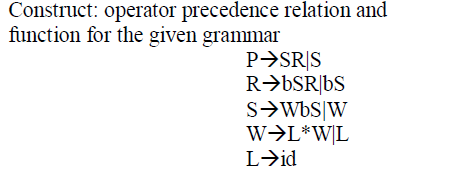 Construct: operator precedence relation and
function for the given grammar
P→SR|S
R→bSR|bS
S→WbS|W
W→L*W|L
L→id